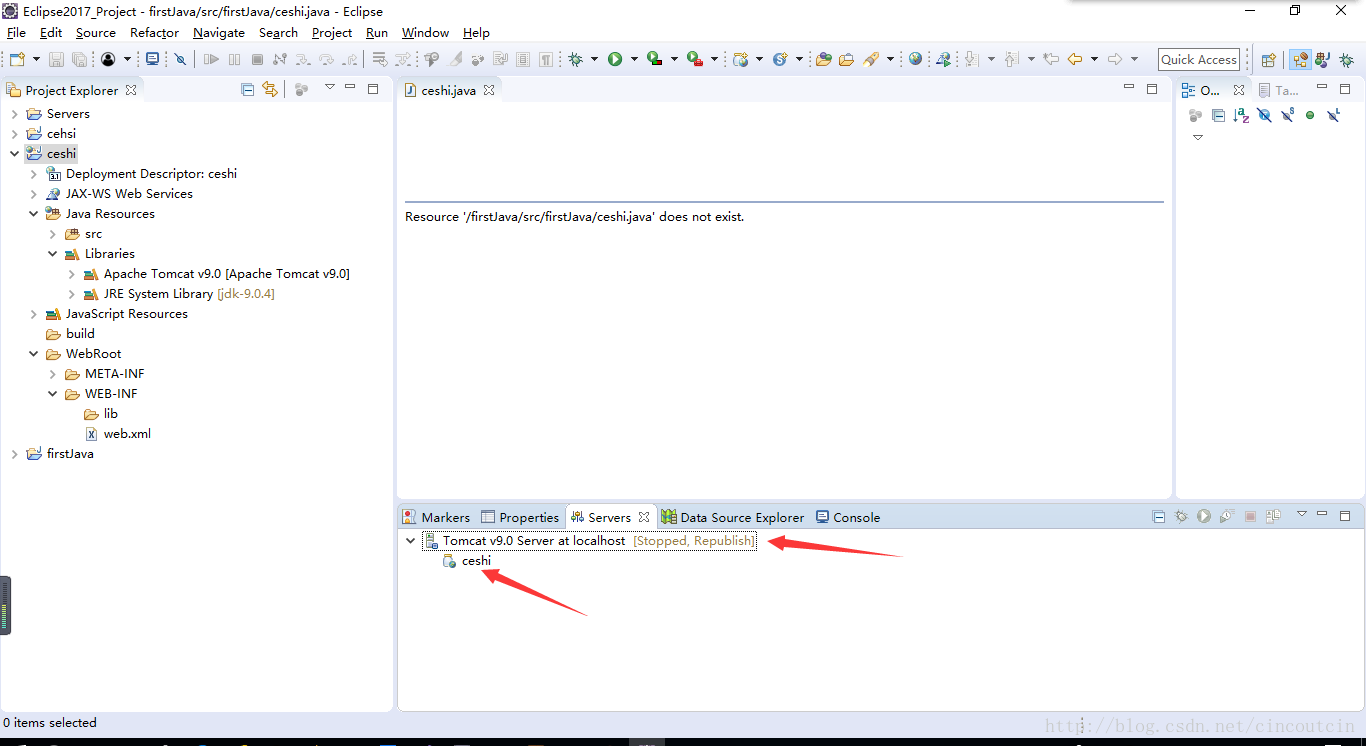 Eclipse2017_Project - firstJava/src/firstJava/ceshi.java - Eclipse
File Edit Source Refactor Navigate Search Project Run Window Help
Quick Access
Project Explorer
ceshi.java
O...
Ta...
Servers
cehsi
ceshi
Deployment Descriptor: ceshi
JAX-WS Web Services
Java Resources
src
Libraries
Apache Tomcat v9.0 [Apache Tomcat v9.0]
JRE System Library [jdk-9.0.4]
JavaScript Resources
build
WebRoot
META-INF
WEB-INF
lib
web.xml
firstJava
Resource '/firstJava/src/firstJava/ceshi.java' does not exist.
Markers Properties Servers Data Source Explorer Console
Tomcat v9.0 Server at localhost [Stopped, Republish]
ceshi
0 items selected
http://blog.csdn.net/cincoutcin